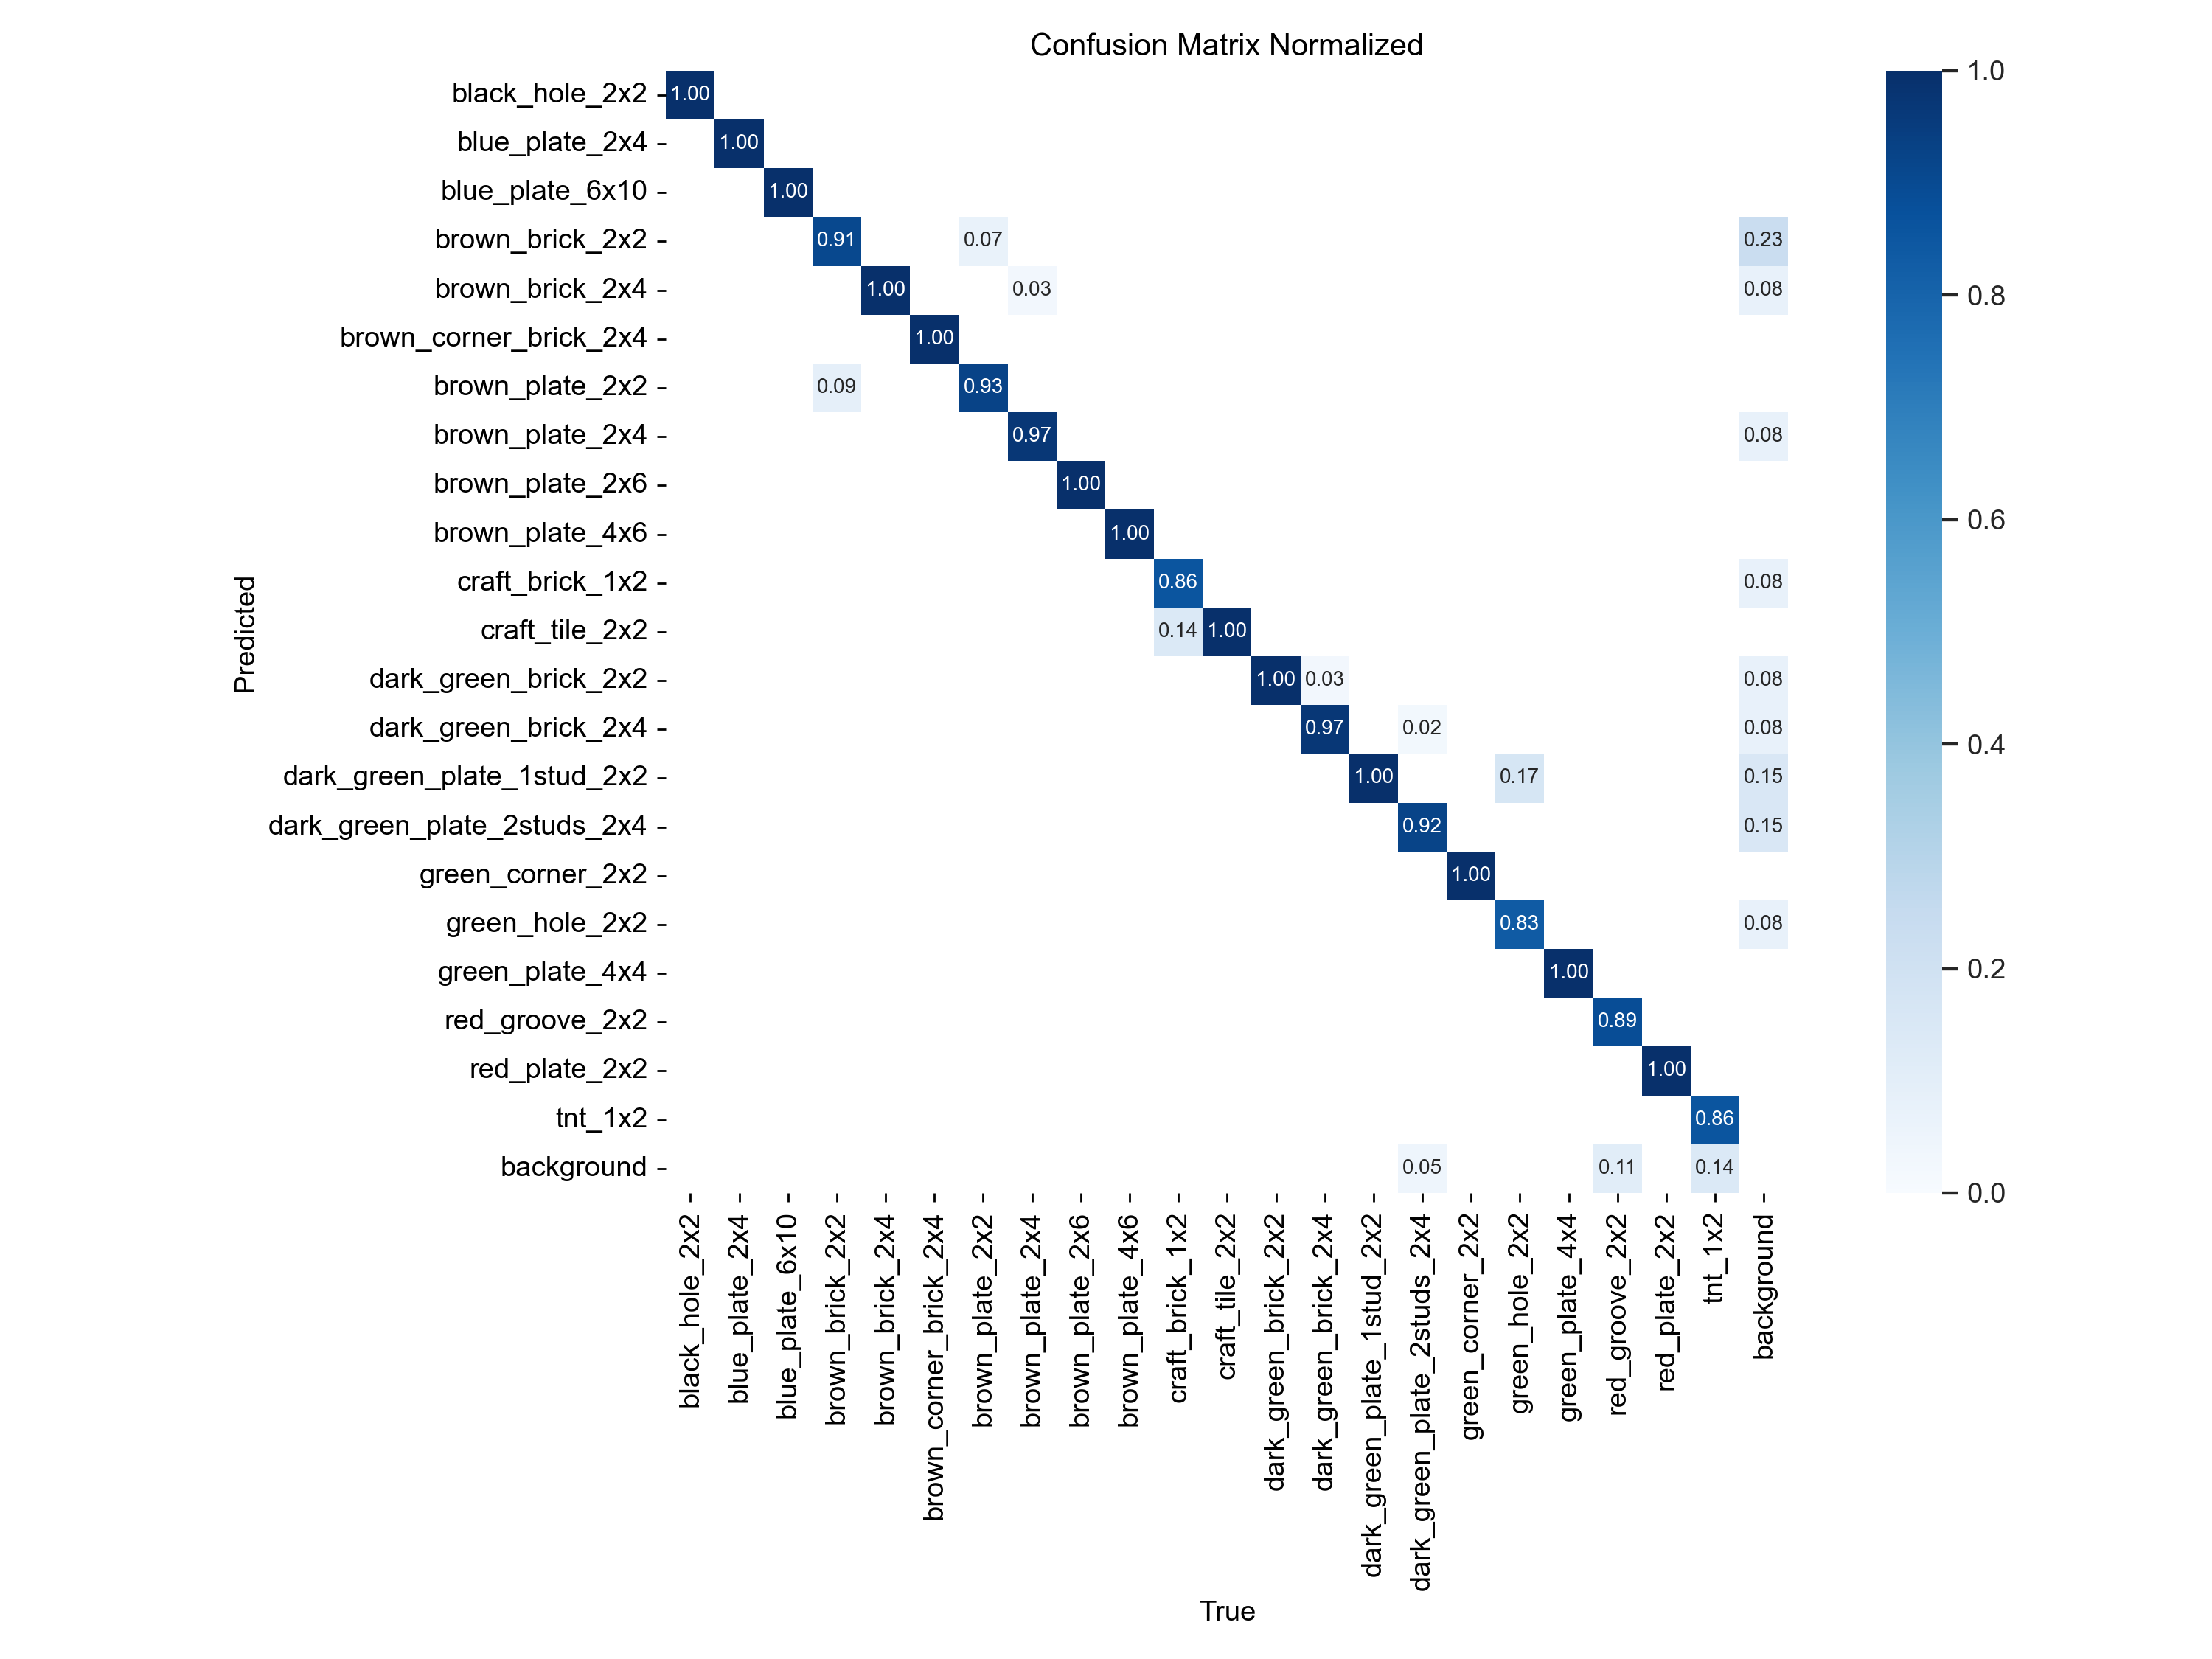 Confusion Matrix Normalized
black_hole_2x2 1.00 1.0
blue_plate_2x4 1.00
blue_plate_6x10 1.00
brown_brick_2x2 0.91 0.07 0.23
brown_brick_2x4 1.00 0.03 0.08 0.8
brown_corner_brick_2x4 1.00
brown_plate_2x2 0.09 0.93
brown_plate_2x4 0.97 0.08
brown_plate_2x6 1.00
0.6
brown_plate_4x6 1.00
Predicted
craft_brick_1x2 0.86 0.08
craft_tile_2x2 0.14 1.00
dark_green_brick_2x2 1.00 0.03 0.08
dark_green_brick_2x4 0.97 0.02 0.08
0.4
dark_green_plate_1stud_2x2 1.00 0.17 0.15
dark_green_plate_2studs_2x4 0.92 0.15
green_corner_2x2 1.00
green_hole_2x2 0.83 0.08
green_plate_4x4 1.00 0.2
red_groove_2x2 0.89
red_plate_2x2 1.00
tnt_1x2 0.86
background 0.05 0.11 0.14
0.0
black_hole_2x2
blue_plate_2x4
blue_plate_6x10
brown_brick_2x2
brown_brick_2x4
brown_corner_brick_2x4
brown_plate_2x2
brown_plate_2x4
brown_plate_2x6
brown_plate_4x6
craft_brick_1x2
craft_tile_2x2
dark_green_brick_2x2
dark_green_brick_2x4
dark_green_plate_1stud_2x2
dark_green_plate_2studs_2x4
green_corner_2x2
green_hole_2x2
green_plate_4x4
red_groove_2x2
red_plate_2x2
tnt_1x2
background
True